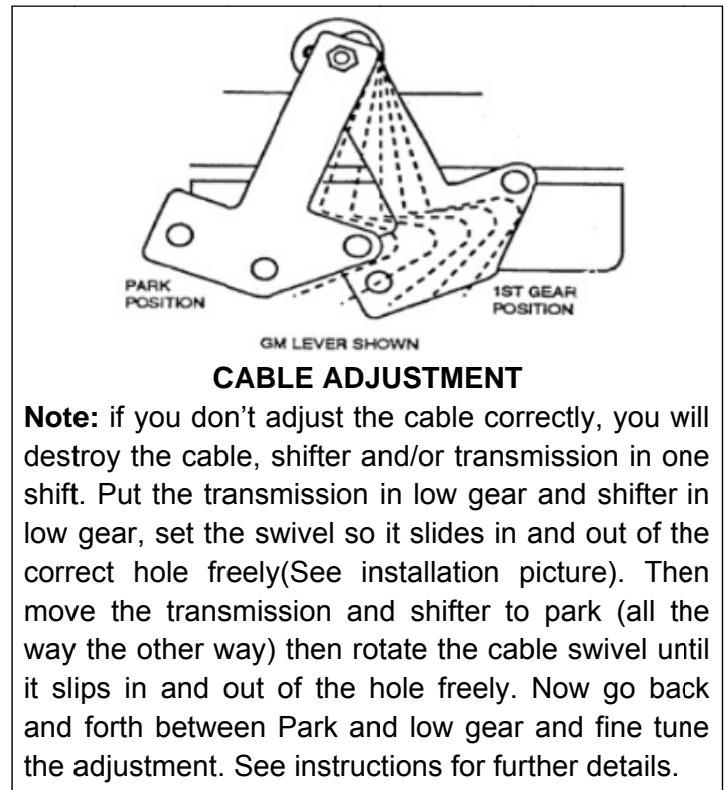 PARK
POSITION
1ST GEAR
POSITION
GM LEVER SHOWN
CABLE ADJUSTMENT
Note: if you don’t adjust the cable correctly, you will
destroy the cable, shifter and/or transmission in one
shift. Put the transmission in low gear and shifter in
low gear, set the swivel so it slides in and out of the
correct hole freely(See installation picture). Then
move the transmission and shifter to park (all the
way the other way) then rotate the cable swivel until
it slips in and out of the hole freely. Now go back
and forth between Park and low gear and fine tune
the adjustment. See instructions for further details.